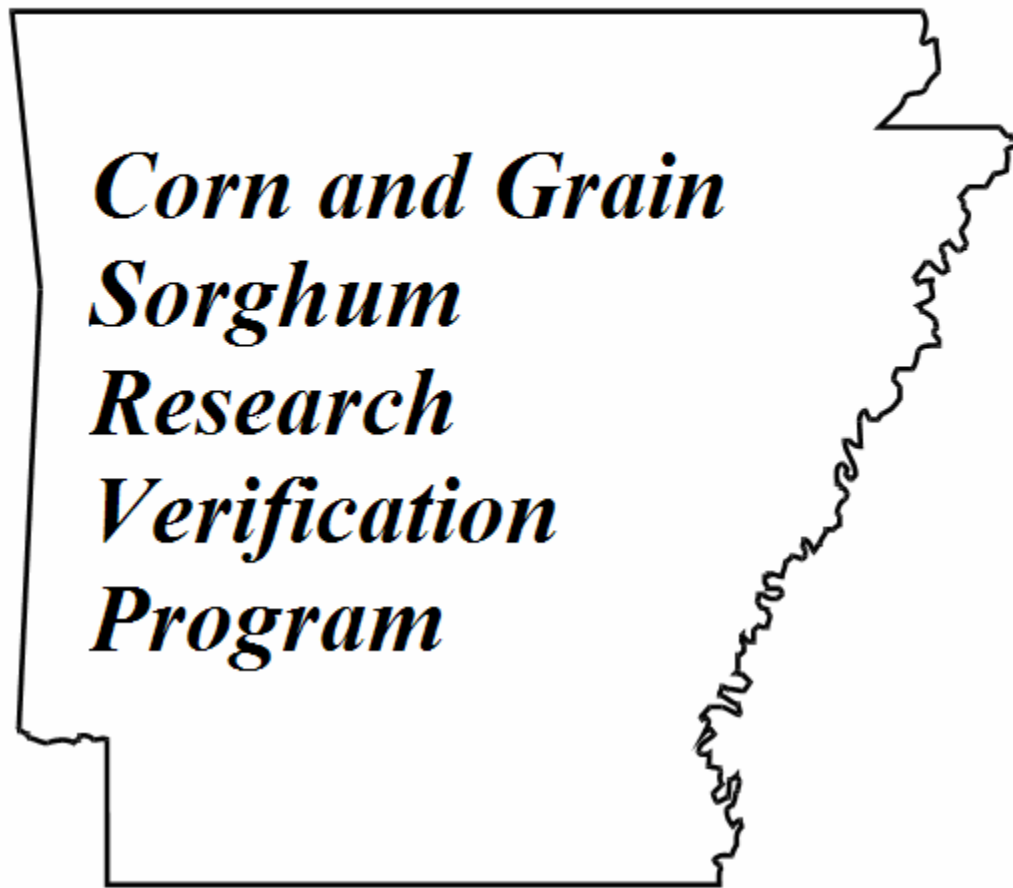 Corn and Grain
Sorghum
Research
Verification
Program